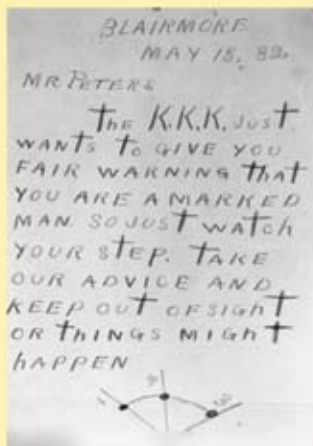 BLAIRMORE
MAY 15. 32.
MR PETERS
The K.K.K. JUST
WANTS TO GIVE YOU
FAIR WARNING That
YOU ARE A MARKED
MAN. SO JUST WATCh
YOUR STEP. TAKE
OUR ADVICE AND
KEEP OUT OF SIGhT
OR ThINGS MIGhT
hAPPEN